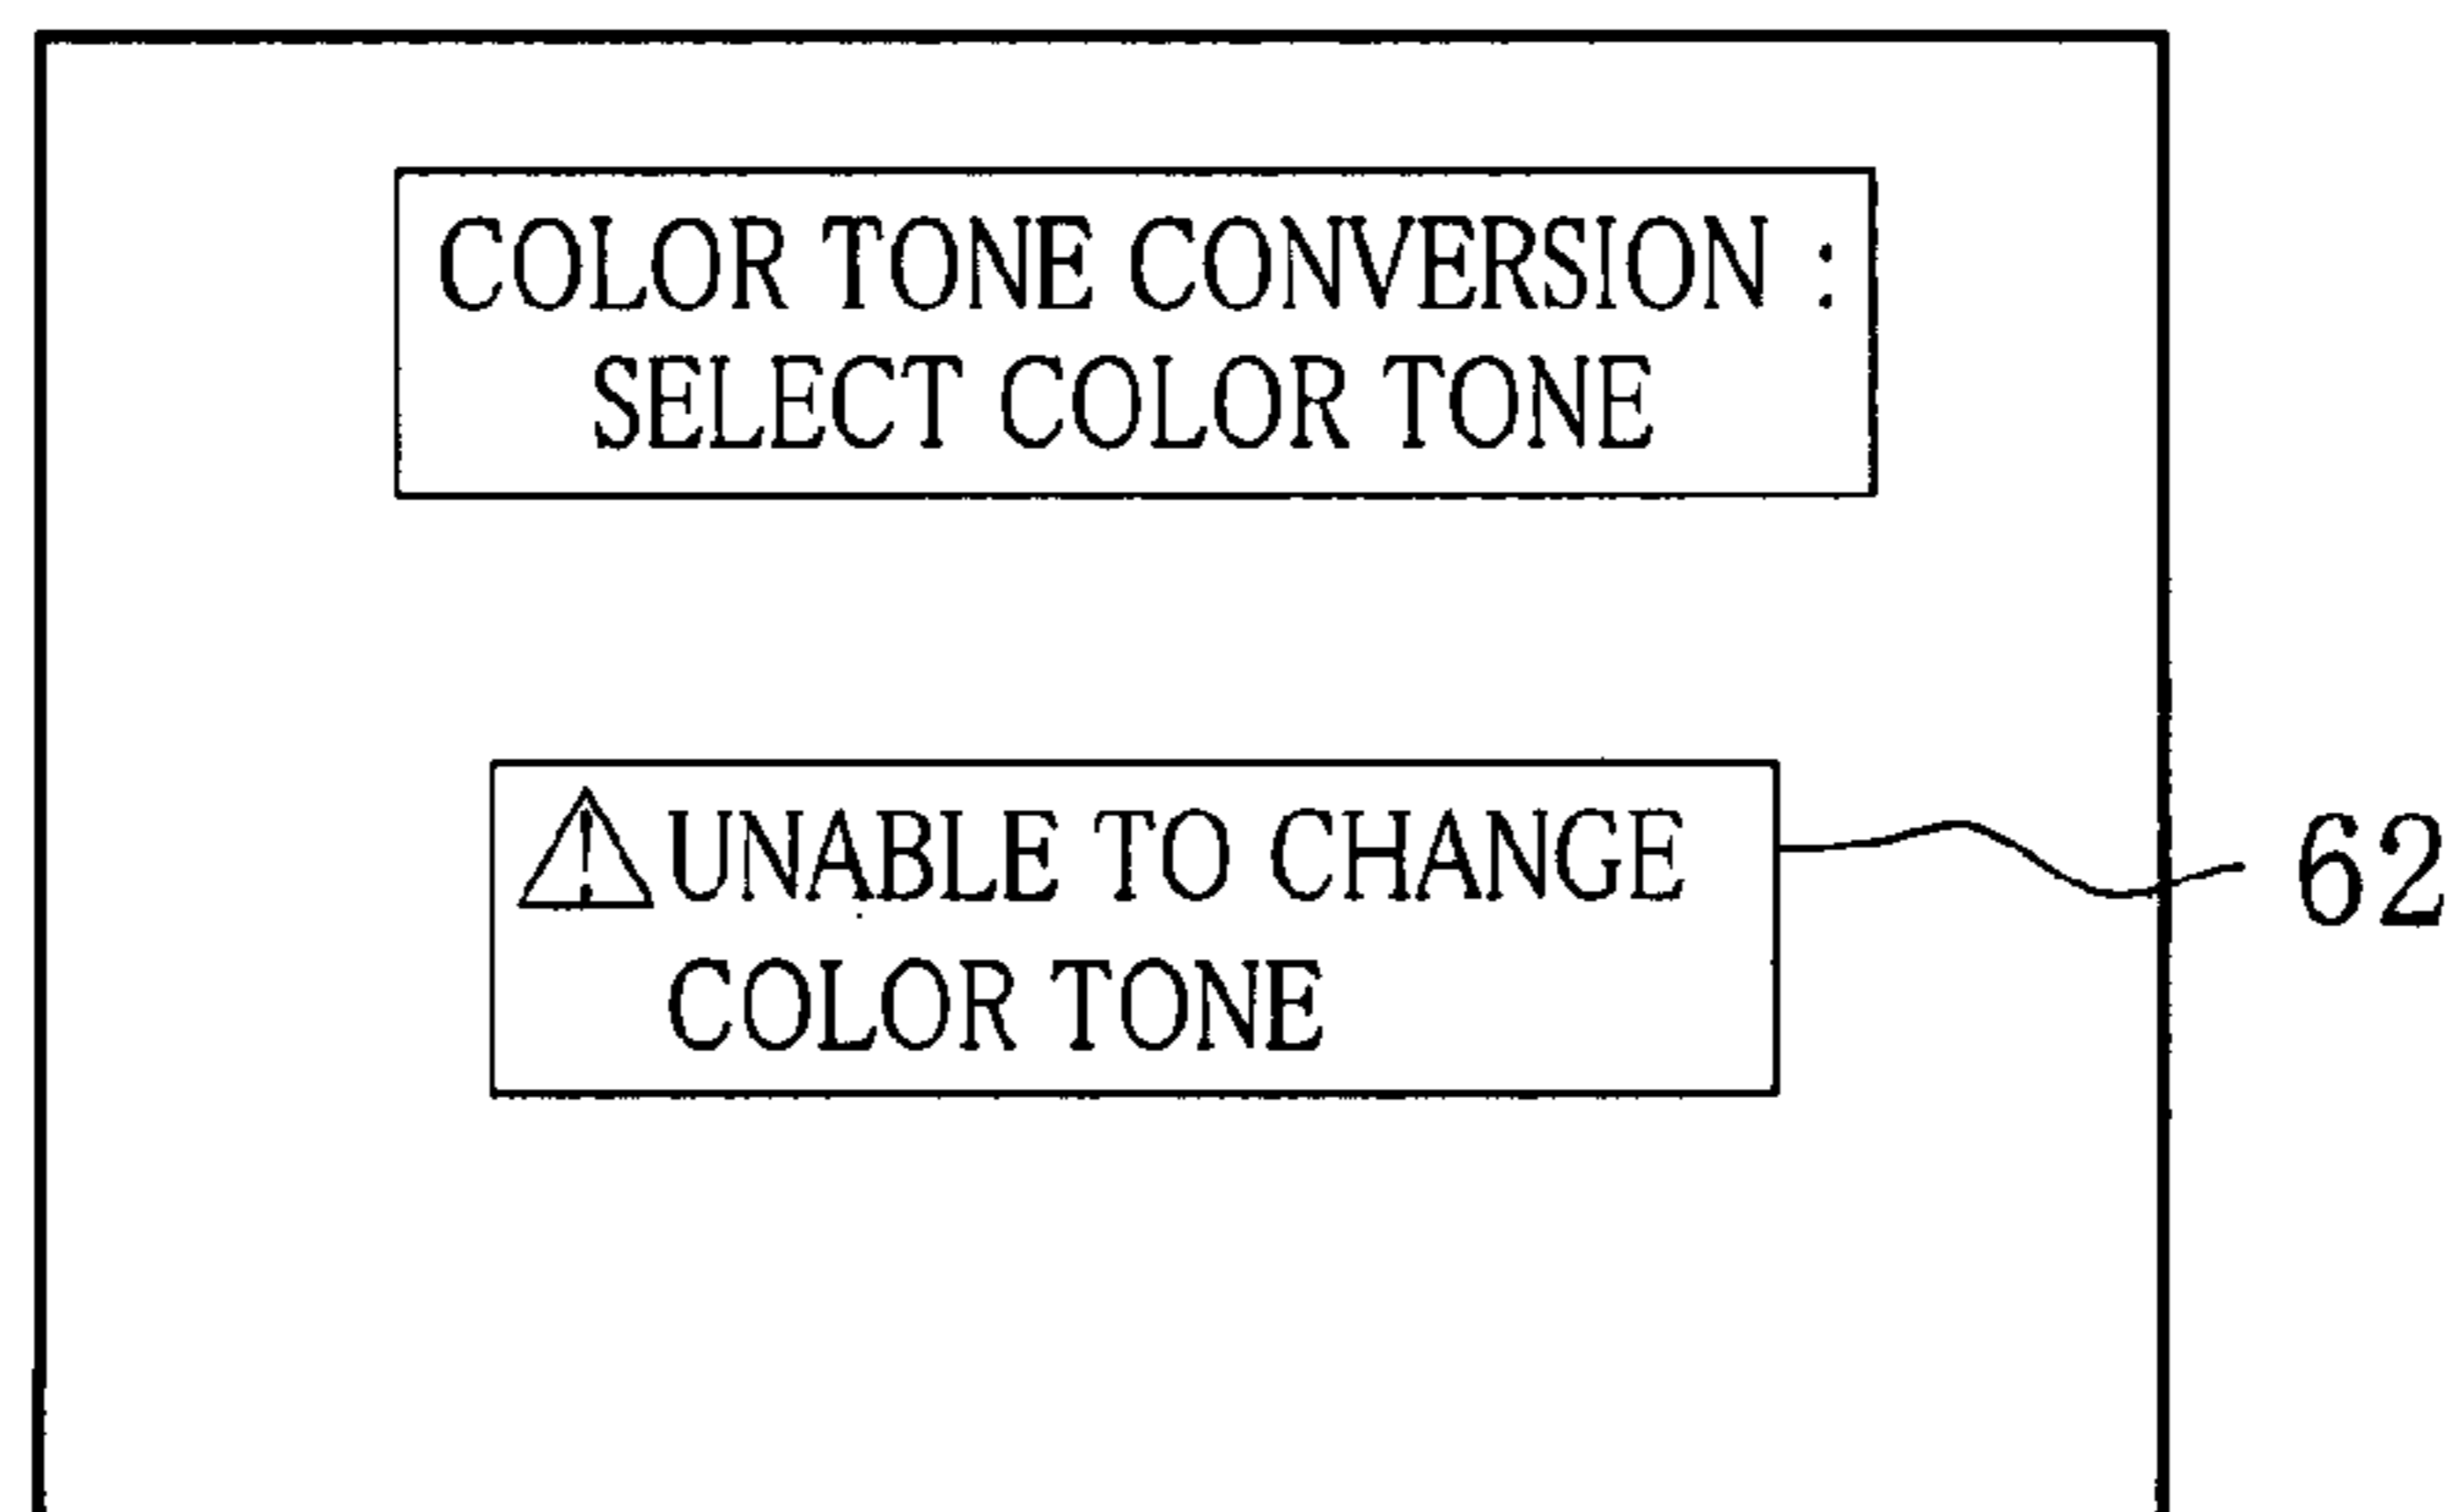 COLOR TONE CONVERSION :
SELECT COLOR TONE
⚠UNABLE TO CHANGE
COLOR TONE
62